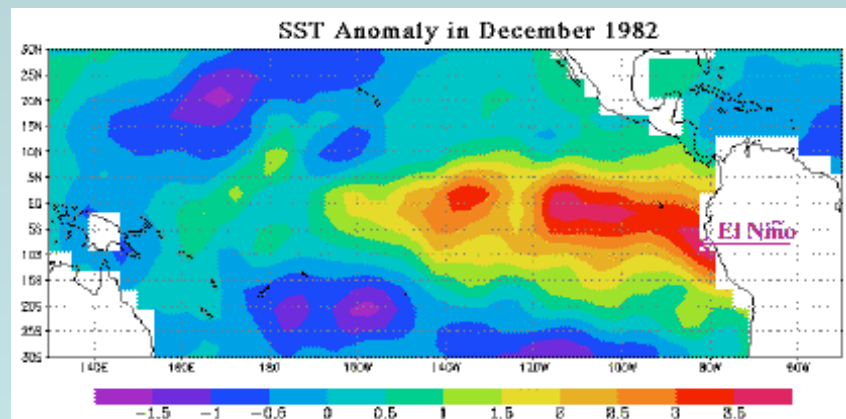 SST Anomaly in December 1982
30N
25N
20N
15N
10N
5N
EQ
5S
10S
15S
20S
25S
30S
El Niño
140E 160E 180 160W 140W 120W 100W 80W 60W
-1.5 -1 -0.5 0 0.5 1 1.5 2 2.5 3 3.5